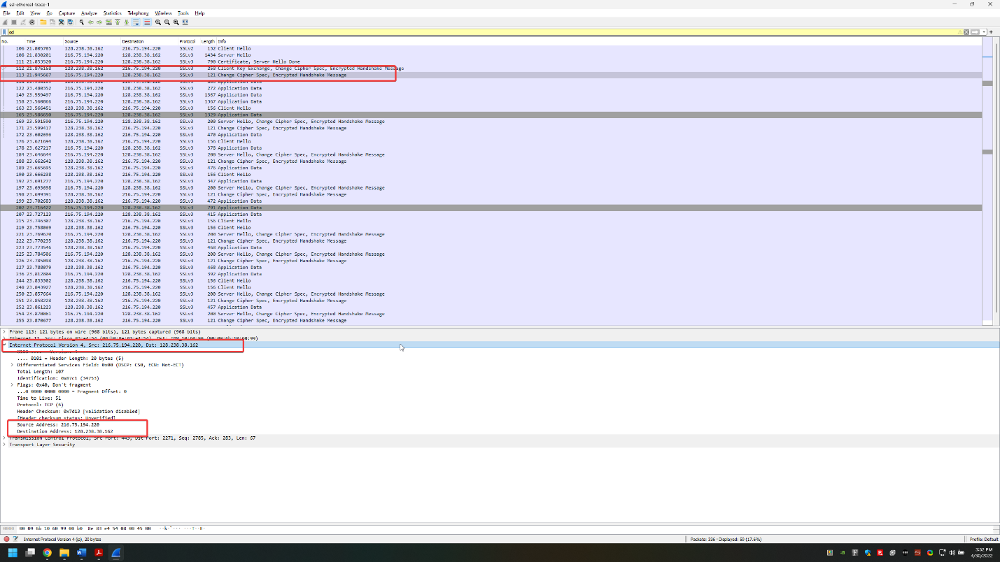 ssl-ethereal-trace-1
File Edit View Go Capture Analyze Statistics Telephony Wireless Tools Help
ssl
No. Time Source Destination Protocol Length Info
106 21.805705 128.238.38.162 216.75.194.220 SSLv2 132 Client Hello
108 21.830201 216.75.194.220 128.238.38.162 SSLv3 1434 Server Hello
111 21.853520 216.75.194.220 128.238.38.162 SSLv3 790 Certificate, Server Hello Done
112 21.876168 128.238.38.162 216.75.194.220 SSLv3 258 Client Key Exchange, Change Cipher Spec, Encrypted Handshake Message
113 21.945667 216.75.194.220 128.238.38.162 SSLv3 121 Change Cipher Spec, Encrypted Handshake Message
128.238.38.162 216.75.194.220 SSLv3 Application Data
122 23.480352 216.75.194.220 128.238.38.162 SSLv3 272 Application Data
149 23.559497 216.75.194.220 128.238.38.162 SSLv3 1367 Application Data
158 23.560866 216.75.194.220 128.238.38.162 SSLv3 1367 Application Data
163 23.566451 128.238.38.162 216.75.194.220 SSLv3 156 Client Hello
165 23.586650 216.75.194.220 128.238.38.162 SSLv3 1329 Application Data
169 23.591590 216.75.194.220 128.238.38.162 SSLv3 200 Server Hello, Change Cipher Spec, Encrypted Handshake Message
171 23.599417 128.238.38.162 216.75.194.220 SSLv3 121 Change Cipher Spec, Encrypted Handshake Message
172 23.602696 128.238.38.162 216.75.194.220 SSLv3 470 Application Data
176 23.621694 128.238.38.162 216.75.194.220 SSLv3 156 Client Hello
178 23.627217 216.75.194.220 128.238.38.162 SSLv3 378 Application Data
184 23.646644 216.75.194.220 128.238.38.162 SSLv3 200 Server Hello, Change Cipher Spec, Encrypted Handshake Message
188 23.662642 128.238.38.162 216.75.194.220 SSLv3 121 Change Cipher Spec, Encrypted Handshake Message
189 23.665695 128.238.38.162 216.75.194.220 SSLv3 476 Application Data
190 23.666238 128.238.38.162 216.75.194.220 SSLv3 156 Client Hello
192 23.691277 216.75.194.220 128.238.38.162 SSLv3 347 Application Data
197 23.693698 216.75.194.220 128.238.38.162 SSLv3 200 Server Hello, Change Cipher Spec, Encrypted Handshake Message
198 23.699391 128.238.38.162 216.75.194.220 SSLv3 121 Change Cipher Spec, Encrypted Handshake Message
199 23.702683 128.238.38.162 216.75.194.220 SSLv3 472 Application Data
202 23.716422 216.75.194.220 128.238.38.162 SSLv3 791 Application Data
207 23.727123 216.75.194.220 128.238.38.162 SSLv3 415 Application Data
215 23.746307 128.238.38.162 216.75.194.220 SSLv3 156 Client Hello
219 23.758069 128.238.38.162 216.75.194.220 SSLv3 156 Client Hello
221 23.769670 216.75.194.220 128.238.38.162 SSLv3 200 Server Hello, Change Cipher Spec, Encrypted Handshake Message
222 23.770235 128.238.38.162 216.75.194.220 SSLv3 121 Change Cipher Spec, Encrypted Handshake Message
223 23.773546 128.238.38.162 216.75.194.220 SSLv3 468 Application Data
225 23.784506 216.75.194.220 128.238.38.162 SSLv3 200 Server Hello, Change Cipher Spec, Encrypted Handshake Message
226 23.785098 128.238.38.162 216.75.194.220 SSLv3 121 Change Cipher Spec, Encrypted Handshake Message
227 23.788079 128.238.38.162 216.75.194.220 SSLv3 468 Application Data
236 23.812804 216.75.194.220 128.238.38.162 SSLv3 392 Application Data
244 23.833302 128.238.38.162 216.75.194.220 SSLv3 156 Client Hello
248 23.843927 128.238.38.162 216.75.194.220 SSLv3 156 Client Hello
250 23.857664 216.75.194.220 128.238.38.162 SSLv3 200 Server Hello, Change Cipher Spec, Encrypted Handshake Message
251 23.858228 128.238.38.162 216.75.194.220 SSLv3 121 Change Cipher Spec, Encrypted Handshake Message
252 23.861223 128.238.38.162 216.75.194.220 SSLv3 457 Application Data
254 23.870061 216.75.194.220 128.238.38.162 SSLv3 200 Server Hello, Change Cipher Spec, Encrypted Handshake Message
255 23.870677 128.238.38.162 216.75.194.220 SSLv3 121 Change Cipher Spec, Encrypted Handshake Message
Frame 113: 121 bytes on wire (968 bits), 121 bytes captured (968 bits)
Ethernet II, Src: Cisco_83:e4:54 (00:b0:8e:83:e4:54), Dst: IBM_10:60:99 (00:09:6b:10:60:99)
Internet Protocol Version 4, Src: 216.75.194.220, Dst: 128.238.38.162
.... 0101 = Header Length: 20 bytes (5)
Differentiated Services Field: 0x00 (DSCP: CS0, ECN: Not-ECT)
Total Length: 107
Identification: 0x87c1 (34753)
Flags: 0x40, Don't fragment
...0 0000 0000 0000 = Fragment Offset: 0
Time to Live: 51
Protocol: TCP (6)
Header Checksum: 0x7d13 [validation disabled]
[Header checksum status: Unverified]
Source Address: 216.75.194.220
Destination Address: 128.238.38.162
Transmission Control Protocol, Src Port: 443, Dst Port: 2271, Seq: 2785, Ack: 283, Len: 67
Transport Layer Security
0000 00 09 6b 10 60 99 00 b0 8e 83 e4 54 08 00 45 00 ··k·`··· ···T··E·
Internet Protocol Version 4 (ip), 20 bytes
Packets: 336 · Displayed: 59 (17.6%)
Profile: Default
3:52 PM
4/30/2022